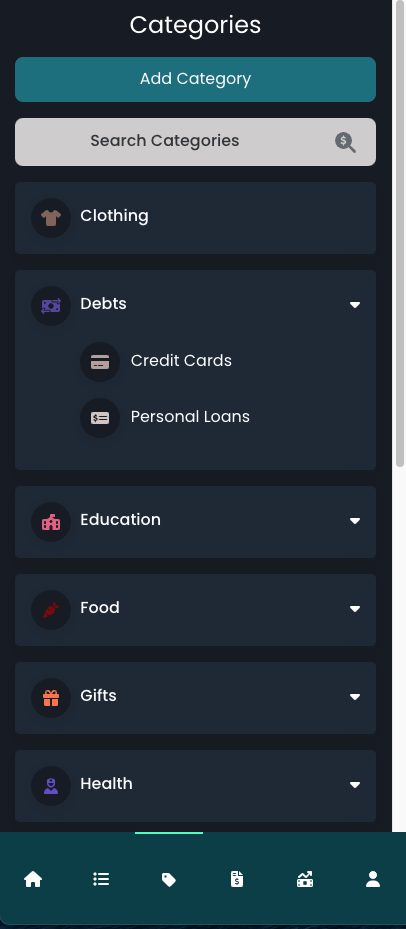 Categories
Add Category
Search Categories
Clothing
Debts
Credit Cards
Personal Loans
Education
Food
Gifts
Health